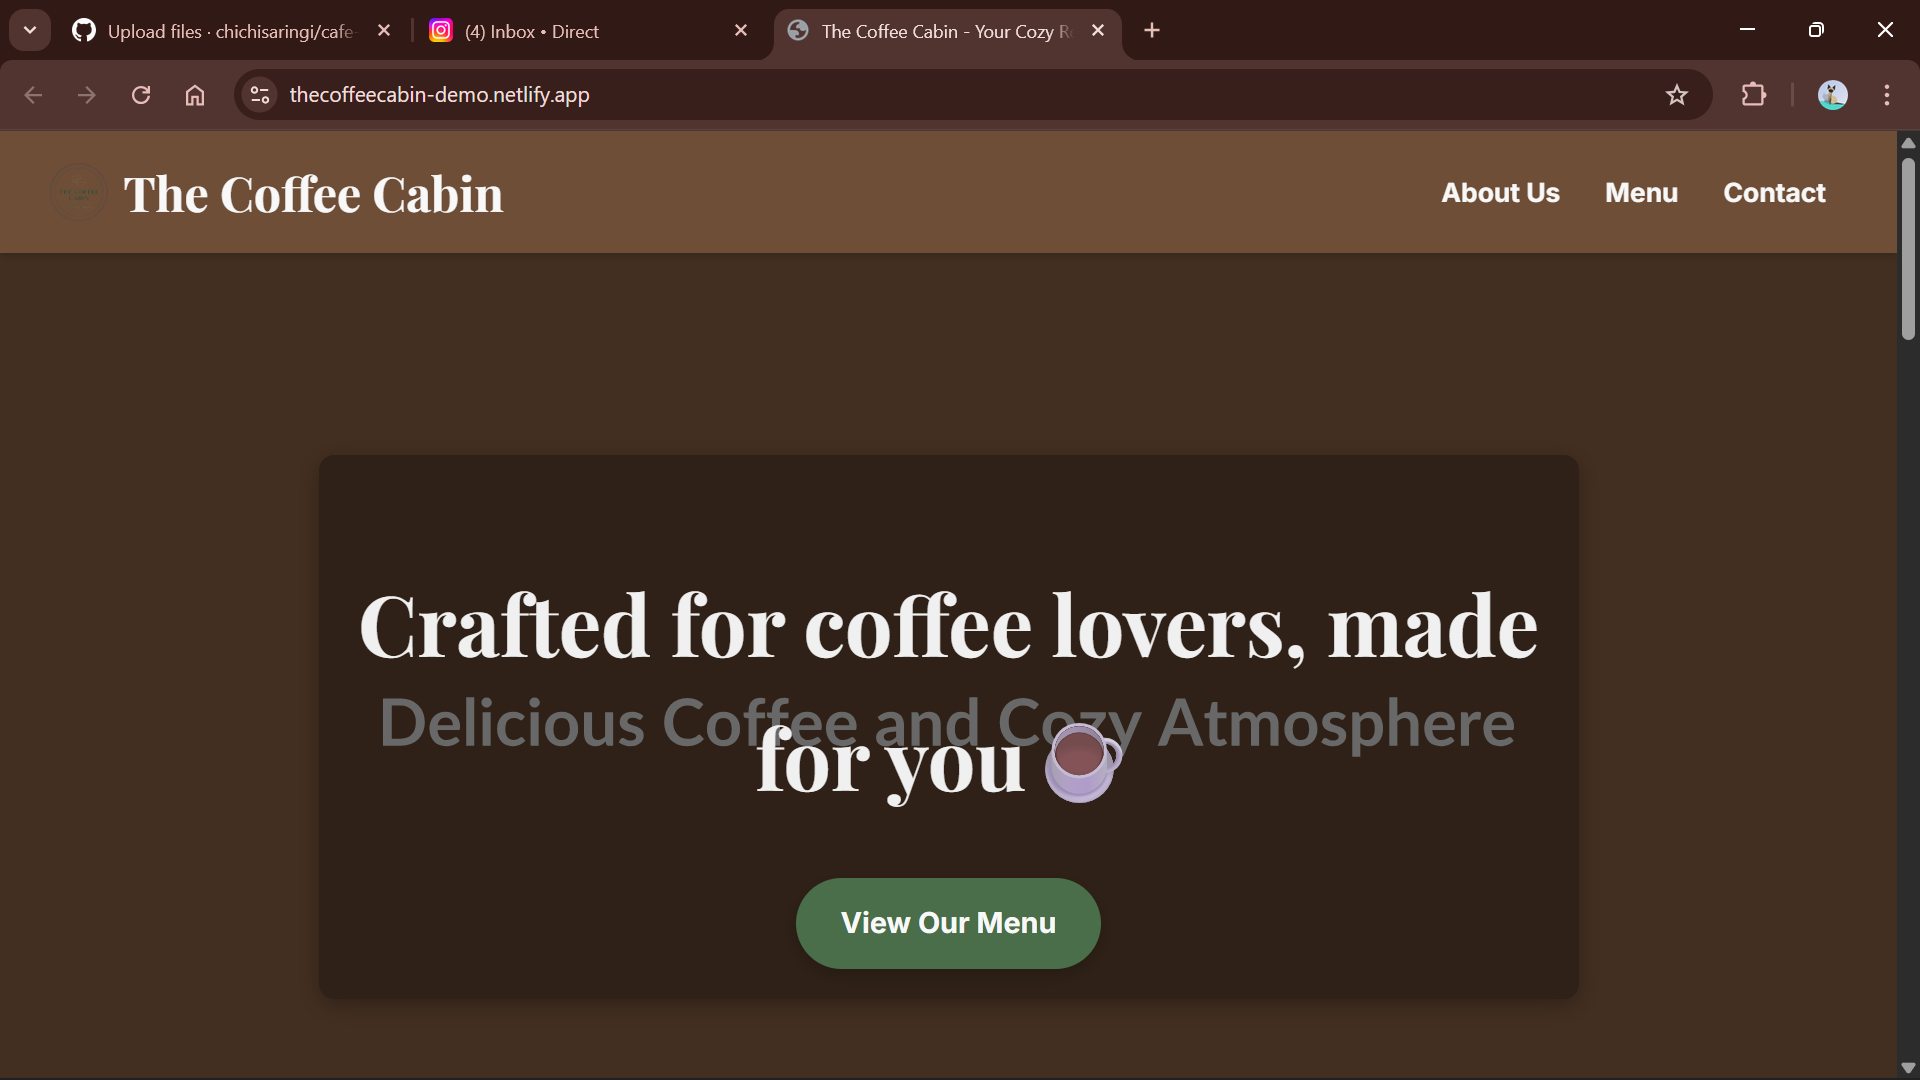 Upload files · chichisaringi/cafe-
(4) Inbox • Direct
The Coffee Cabin - Your Cozy R
thecoffeecabin-demo.netlify.app
The Coffee Cabin
About Us
Menu
Contact
Crafted for coffee lovers, made
Delicious Coffee and Cozy Atmosphere
for you
View Our Menu